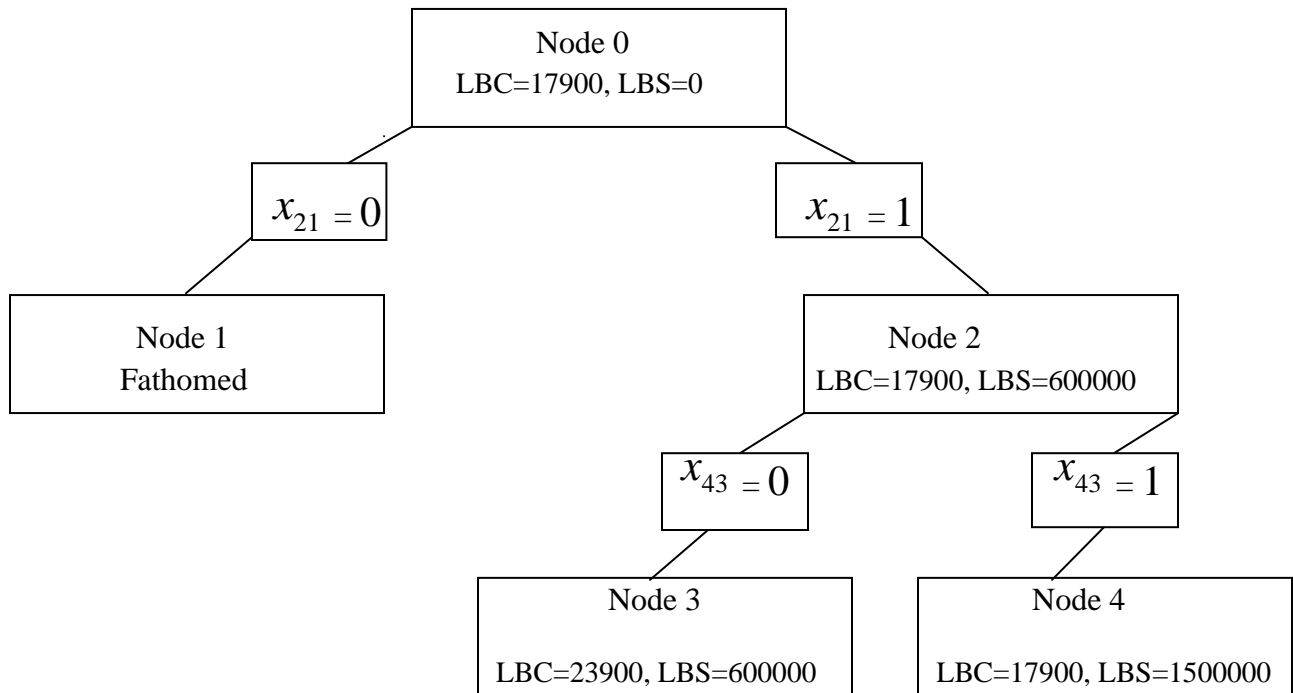 Node 0
LBC=17900, LBS=0
x₂₁ = 0
x₂₁ = 1
Node 1
Fathomed
Node 2
LBC=17900, LBS=600000
x₄₃ = 0
x₄₃ = 1
Node 3
LBC=23900, LBS=600000
Node 4
LBC=17900, LBS=1500000